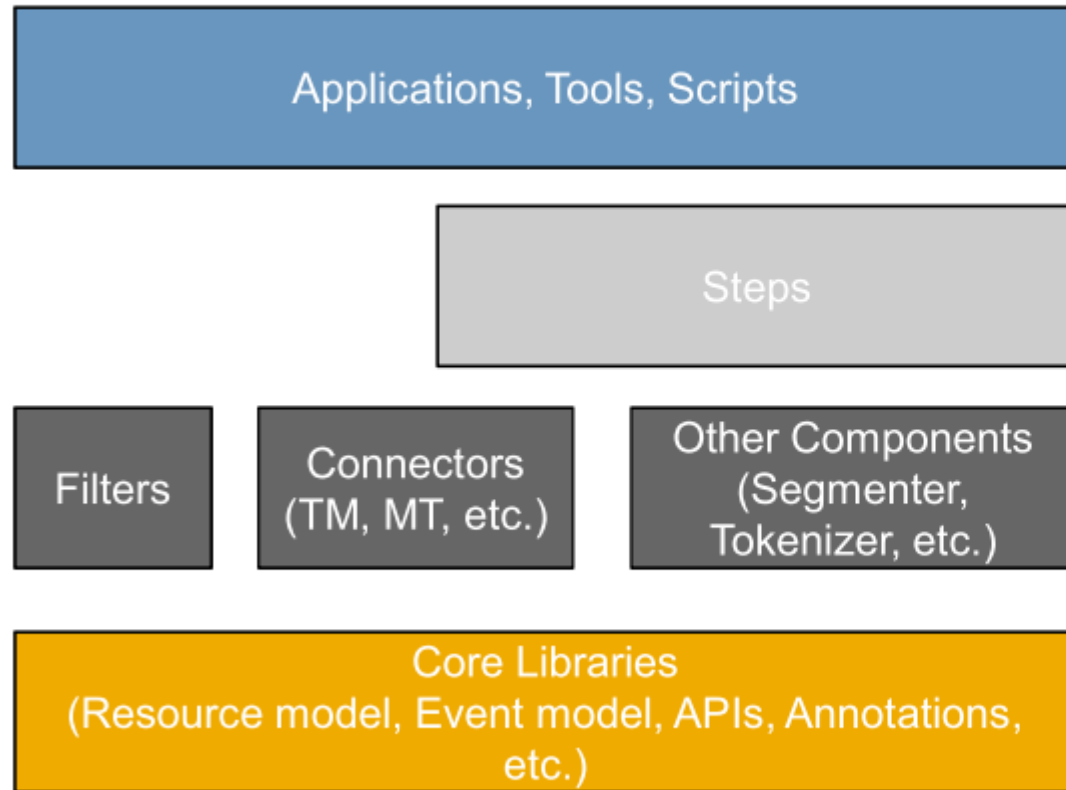 Applications, Tools, Scripts
Steps
Filters
Connectors
(TM, MT, etc.)
Other Components
(Segmenter,
Tokenizer, etc.)
Core Libraries
(Resource model, Event model, APIs, Annotations,
etc.)